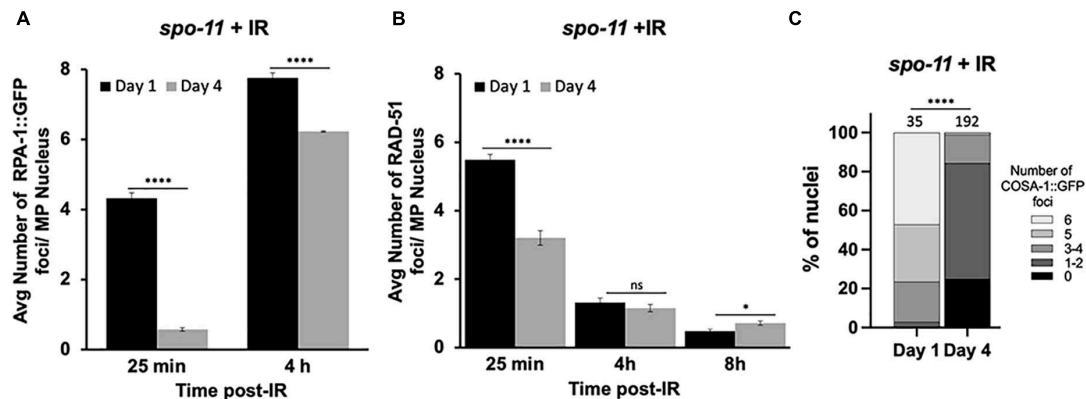 A
spo-11 + IR
Avg Number of RPA-1::GFP
foci/ MP Nucleus
8
6
4
2
0
Day 1 Day 4
****
****
25 min 4 h
Time post-IR
B
spo-11 +IR
Avg Number of RAD-51
foci/ MP Nucleus
8
6
4
2
0
Day 1 Day 4
****
ns
*
25 min 4h 8h
Time post-IR
C
spo-11 + IR
****
35 192
% of nuclei
100
80
60
40
20
0
Day 1 Day 4
Number of
COSA-1::GFP
foci
6
5
3-4
1-2
0